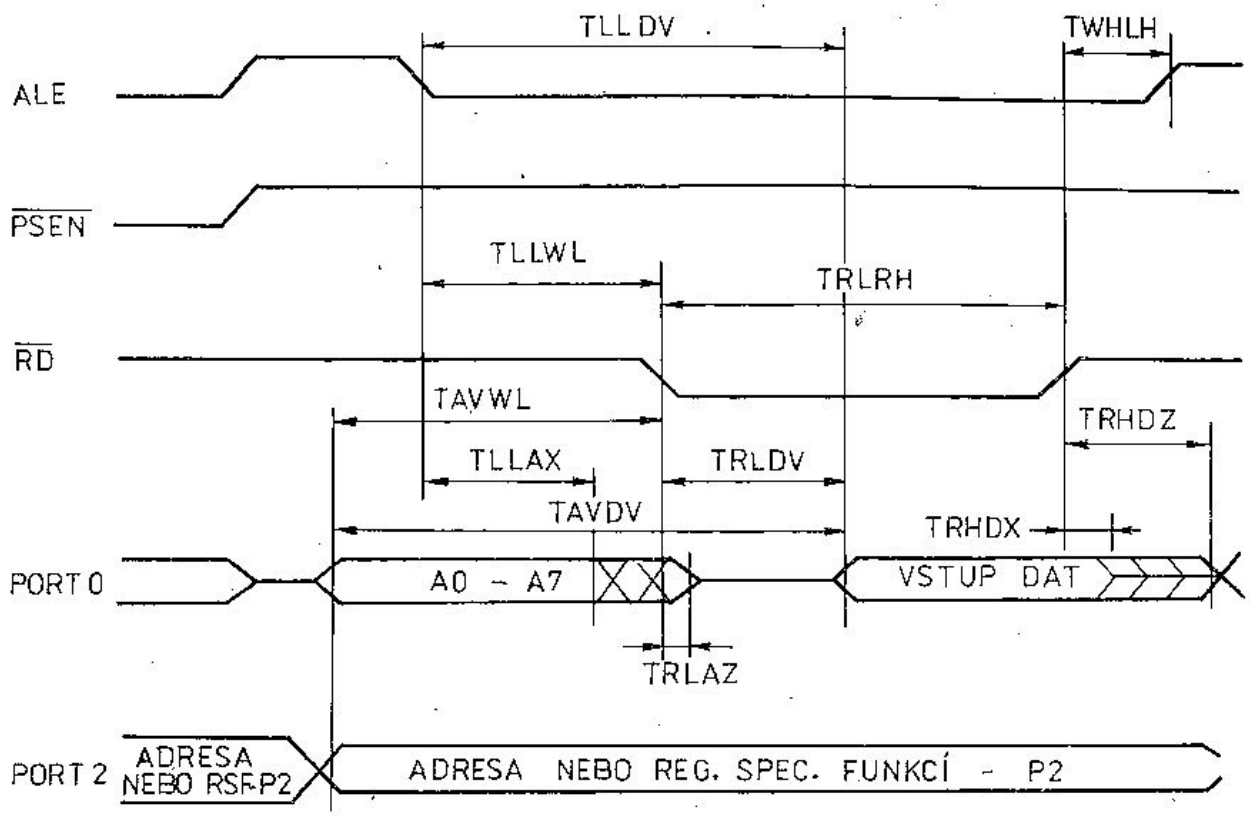 TLLDV
TWHLH
ALE
PSEN
TLLWL
TRLRH
RD
TAVWL
TRHDZ
TLLAX
TRLDV
TAVDV
TRHDX
PORT 0
A0 - A7
VSTUP DAT
TRLAZ
PORT 2
ADRESA
NEBO RSF-P2
ADRESA NEBO REG. SPEC. FUNKCÍ - P2